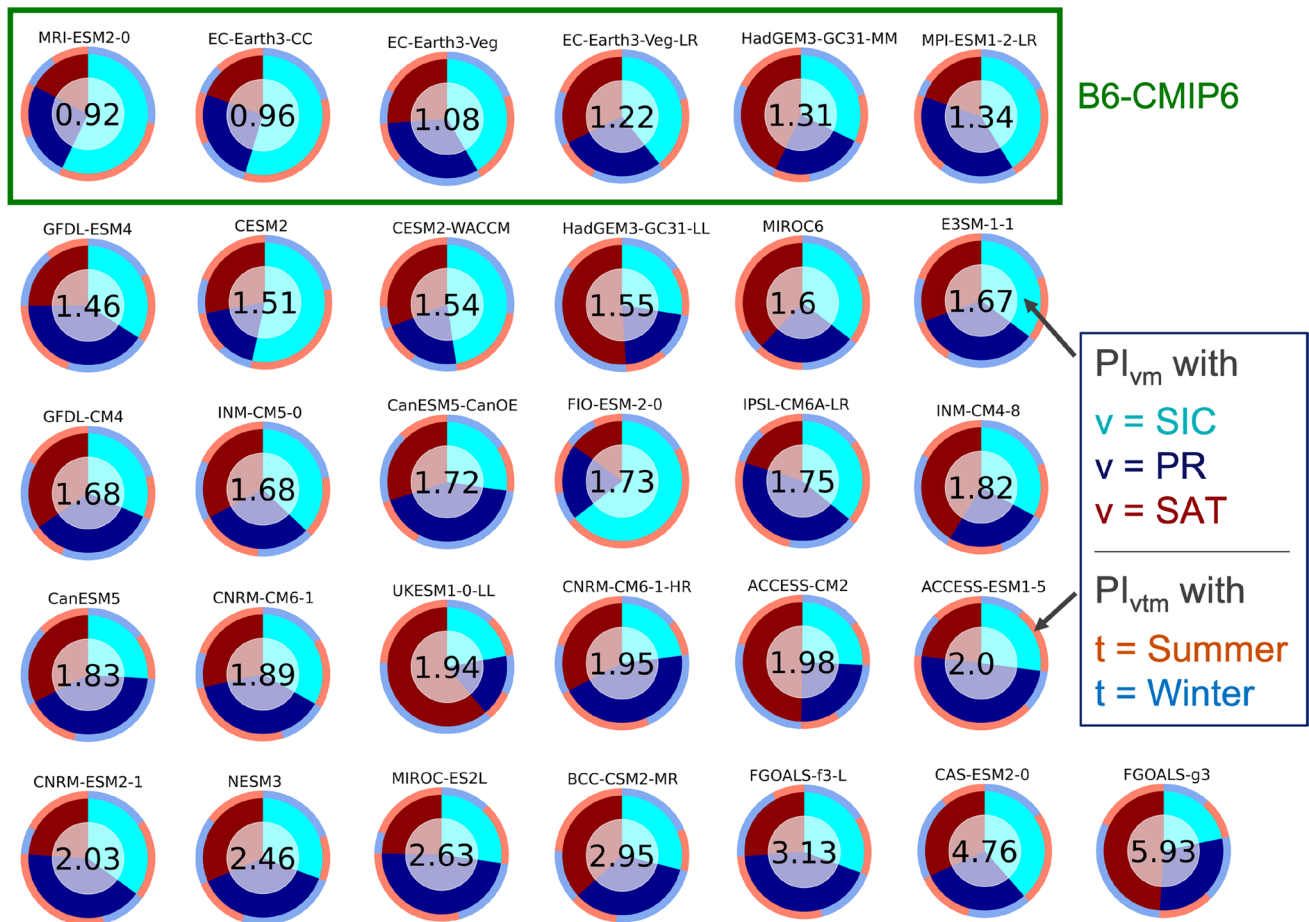 MRI-ESM2-0
0.92
EC-Earth3-CC
0.96
EC-Earth3-Veg
1.08
EC-Earth3-Veg-LR
1.22
HadGEM3-GC31-MM
1.31
MPI-ESM1-2-LR
1.34
B6-CMIP6
GFDL-ESM4
1.46
CESM2
1.51
CESM2-WACCM
1.54
HadGEM3-GC31-LL
1.55
MIROC6
1.6
E3SM-1-1
1.67
GFDL-CM4
1.68
INM-CM5-0
1.68
CanESM5-CanOE
1.72
FIO-ESM-2-0
1.73
IPSL-CM6A-LR
1.75
INM-CM4-8
1.82
CanESM5
1.83
CNRM-CM6-1
1.89
UKESM1-0-LL
1.94
CNRM-CM6-1-HR
1.95
ACCESS-CM2
1.98
ACCESS-ESM1-5
2.0
CNRM-ESM2-1
2.03
NESM3
2.46
MIROC-ES2L
2.63
BCC-CSM2-MR
2.95
FGOALS-f3-L
3.13
CAS-ESM2-0
4.76
FGOALS-g3
5.93
PIvm with
v = SIC
v = PR
v = SAT
PIvtm with
t = Summer
t = Winter